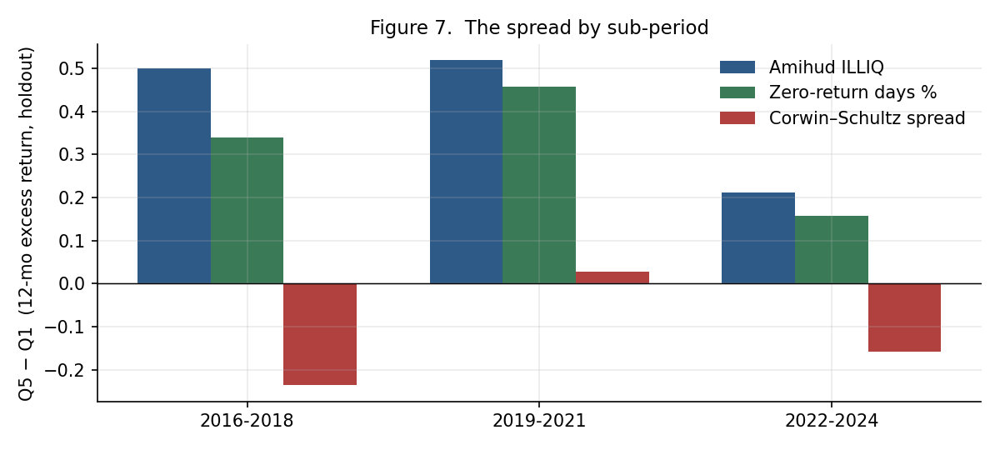 Figure 7.  The spread by sub-period
Q5 − Q1  (12-mo excess return, holdout)
0.5
0.4
0.3
0.2
0.1
0.0
−0.1
−0.2
Amihud ILLIQ
Zero-return days %
Corwin–Schultz spread
2016-2018
2019-2021
2022-2024